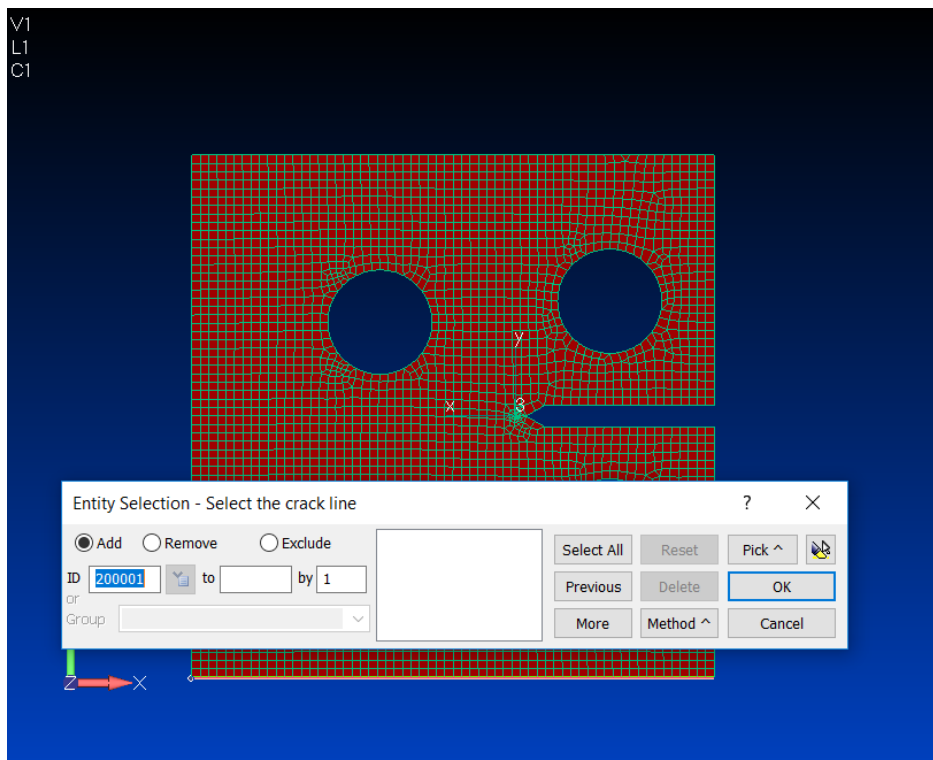 V1
L1
C1
y
x 3
Entity Selection - Select the crack line ?
Add Remove Exclude
ID 200001 to by 1
or
Group
Select All Reset Pick ^
Previous Delete OK
More Method ^ Cancel
Z X